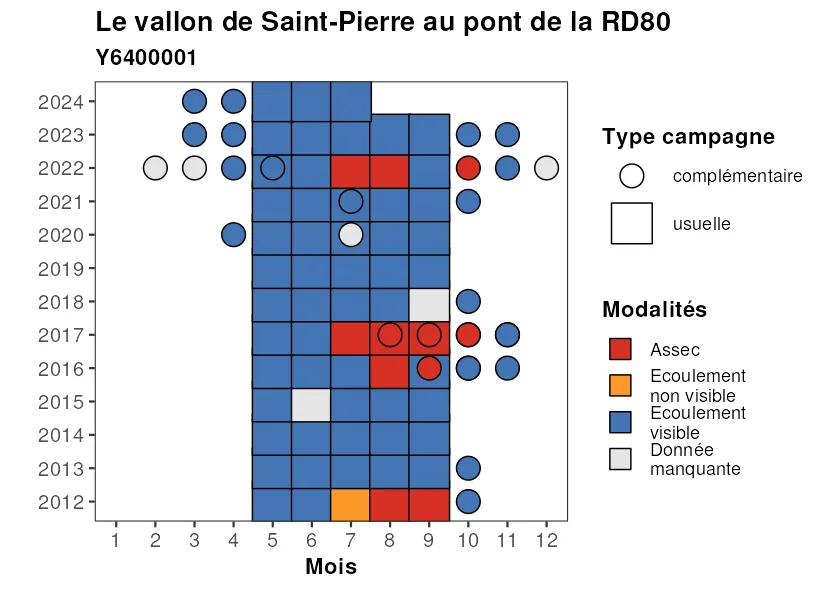 Le vallon de Saint-Pierre au pont de la RD80
Y6400001
2024
2023
2022
2021
2020
2019
2018
2017
2016
2015
2014
2013
2012
1 2 3 4 5 6 7 8 9 10 11 12
Mois
Type campagne
complémentaire
usuelle
Modalités
Assec
Ecoulement
non visible
Ecoulement
visible
Donnée
manquante